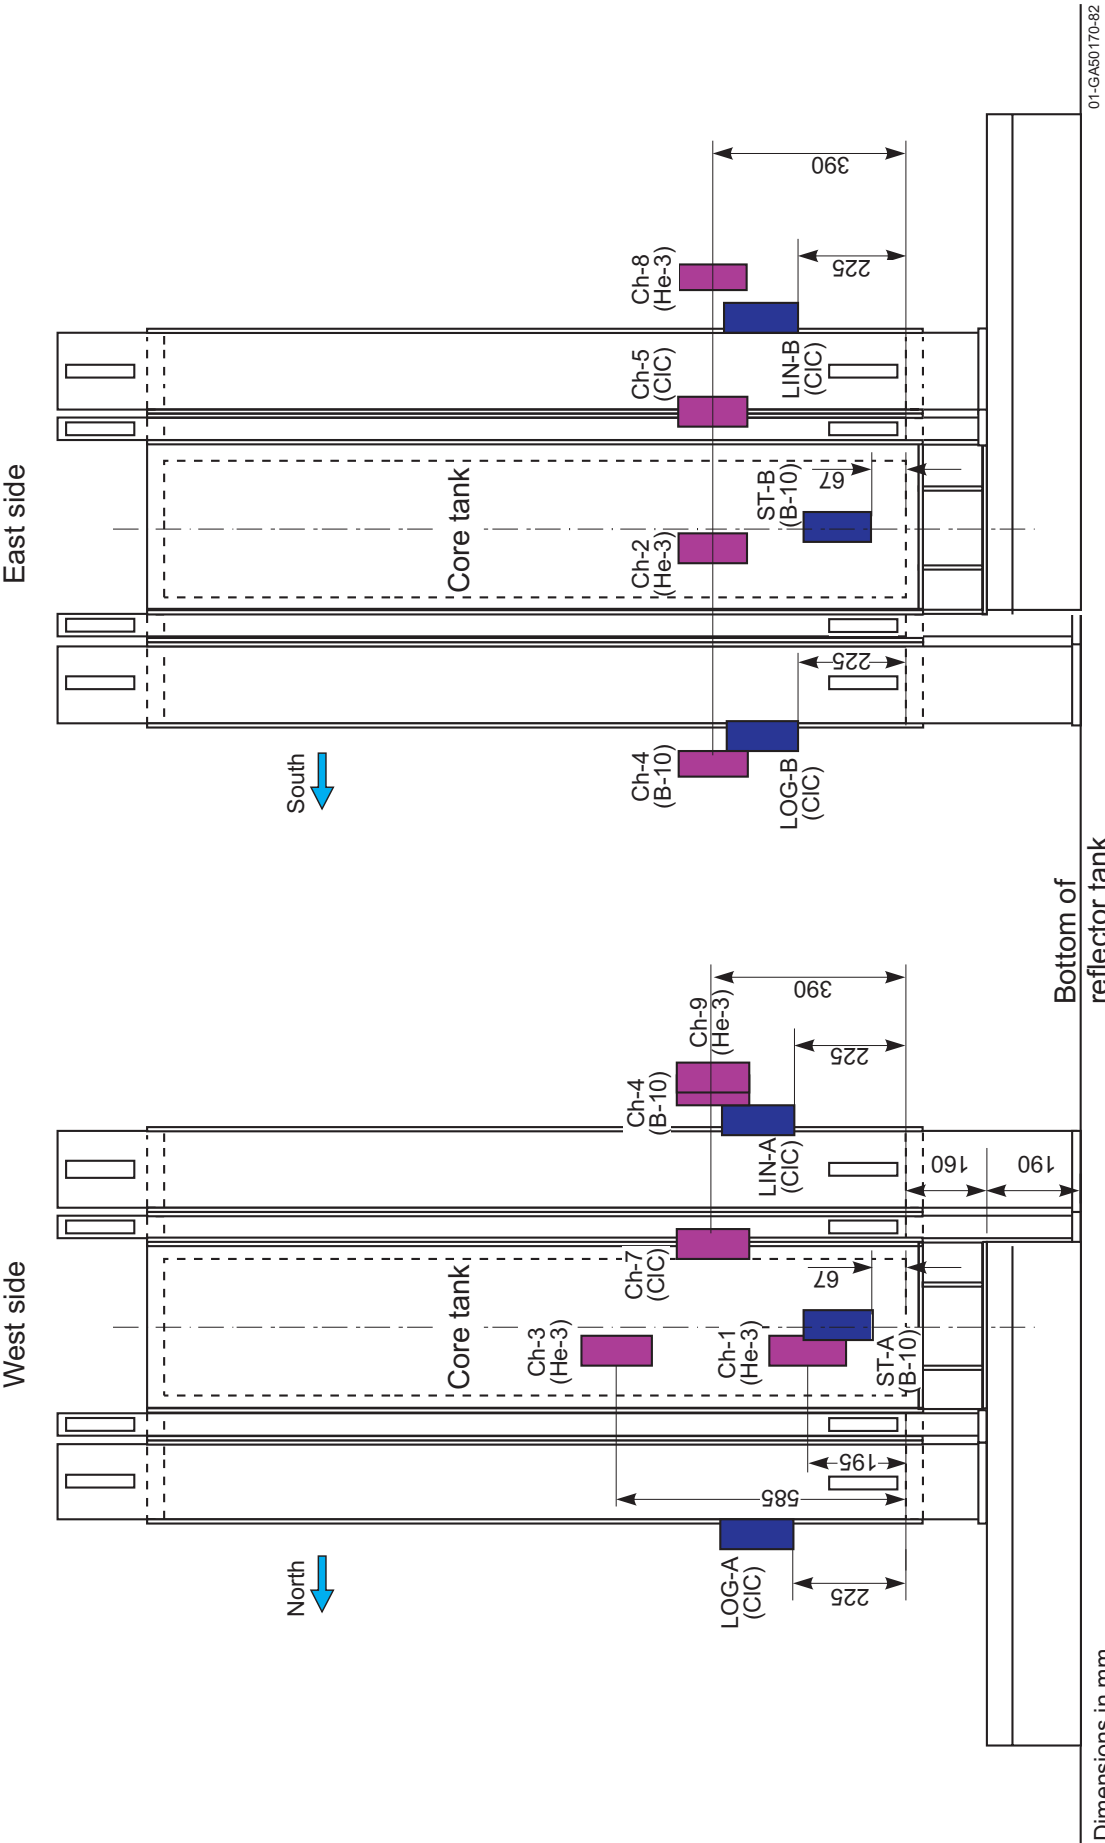 West side
East side
North
South
Core tank
Core tank
Ch-3
(He-3)
Ch-1
(He-3)
Ch-7
(CIC)
Ch-4
(B-10)
Ch-9
(He-3)
LOG-A
(CIC)
LIN-A
(CIC)
ST-A
(B-10)
585
195
225
67
225
390
160
190
Ch-4
(B-10)
Ch-2
(He-3)
Ch-5
(CIC)
Ch-8
(He-3)
LOG-B
(CIC)
ST-B
(B-10)
LIN-B
(CIC)
225
67
225
390
Bottom of
reflector tank
Dimensions in mm
01-GA50170-82